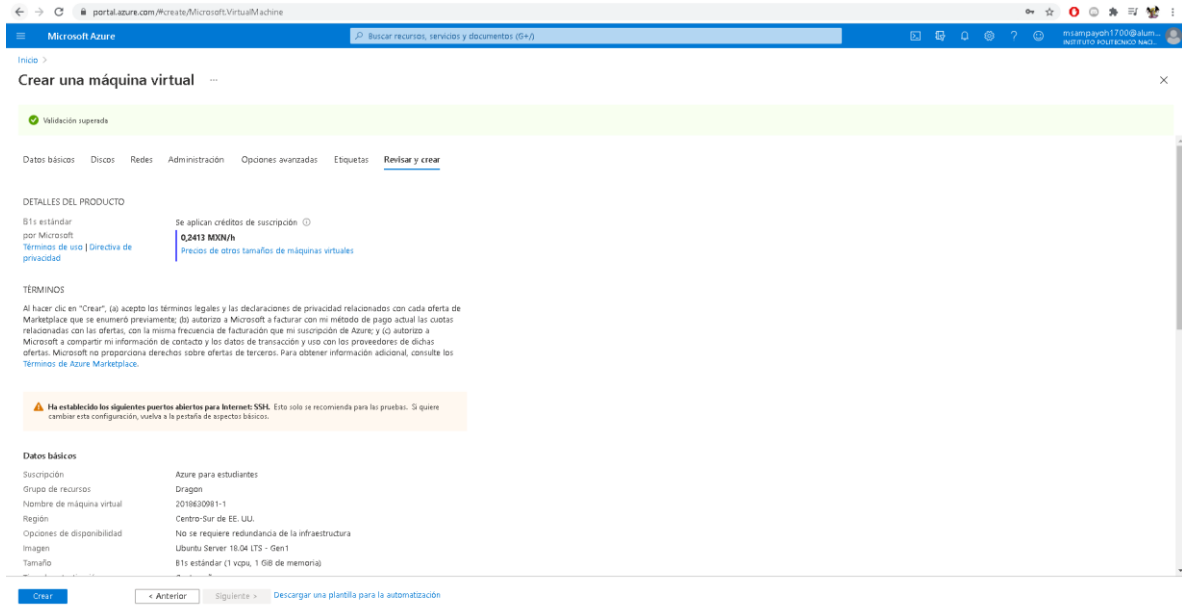 portal.azure.com/#create/Microsoft.VirtualMachine
Microsoft Azure
Buscar recursos, servicios y documentos (G+/)
msampayoh1700@alum...
INSTITUTO POLITECNICO NACI...
Inicio >
Crear una máquina virtual ...
Validación superada
Datos básicos Discos Redes Administración Opciones avanzadas Etiquetas Revisar y crear
DETALLES DEL PRODUCTO
B1s estándar
por Microsoft
Términos de uso | Directiva de
privacidad
Se aplican créditos de suscripción
0,2413 MXN/h
Precios de otros tamaños de máquinas virtuales
TÉRMINOS
Al hacer clic en "Crear", (a) acepto los términos legales y las declaraciones de privacidad relacionados con cada oferta de
Marketplace que se enumeró previamente; (b) autorizo a Microsoft a facturar con mi método de pago actual las cuotas
relacionadas con las ofertas, con la misma frecuencia de facturación que mi suscripción de Azure; y (c) autorizo a
Microsoft a compartir mi información de contacto y los datos de transacción y uso con los proveedores de dichas
ofertas. Microsoft no proporciona derechos sobre ofertas de terceros. Para obtener información adicional, consulte los
Términos de Azure Marketplace.
Ha establecido los siguientes puertos abiertos para Internet: SSH. Esto solo se recomienda para las pruebas. Si quiere
cambiar esta configuración, vuelva a la pestaña de aspectos básicos.
Datos básicos
Suscripción Azure para estudiantes
Grupo de recursos Dragon
Nombre de máquina virtual 2018630981-1
Región Centro-Sur de EE. UU.
Opciones de disponibilidad No se requiere redundancia de la infraestructura
Imagen Ubuntu Server 18.04 LTS - Gen1
Tamaño B1s estándar (1 vcpu, 1 GiB de memoria)
Crear < Anterior Siguiente > Descargar una plantilla para la automatización